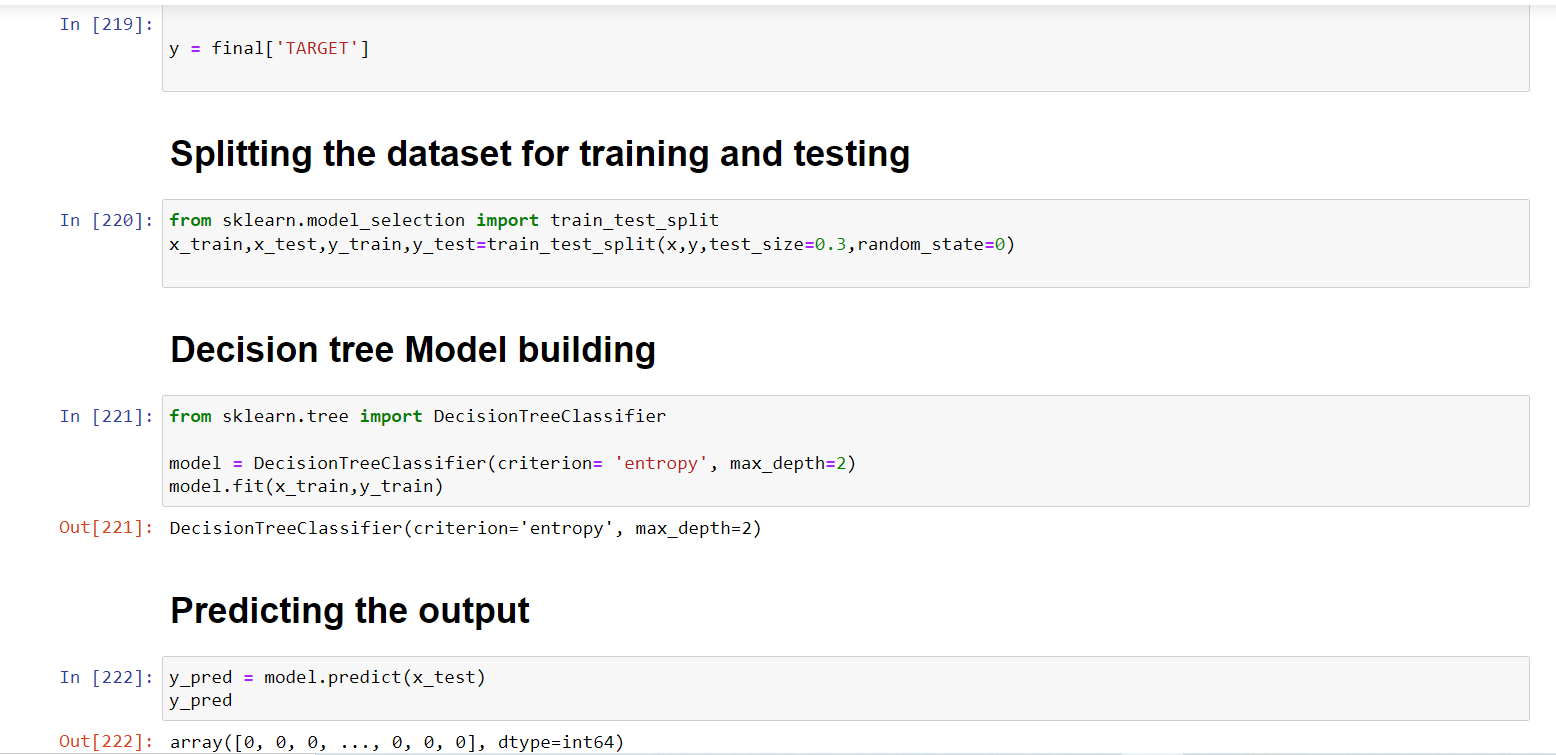 In [219]:
y = final['TARGET']
Splitting the dataset for training and testing
In [220]: from sklearn.model_selection import train_test_split
x_train,x_test,y_train,y_test=train_test_split(x,y,test_size=0.3,random_state=0)
Decision tree Model building
In [221]: from sklearn.tree import DecisionTreeClassifier
model = DecisionTreeClassifier(criterion= 'entropy', max_depth=2)
model.fit(x_train,y_train)
Out[221]: DecisionTreeClassifier(criterion='entropy', max_depth=2)
Predicting the output
In [222]: y_pred = model.predict(x_test)
y_pred
Out[222]: array([0, 0, 0, ..., 0, 0, 0], dtype=int64)